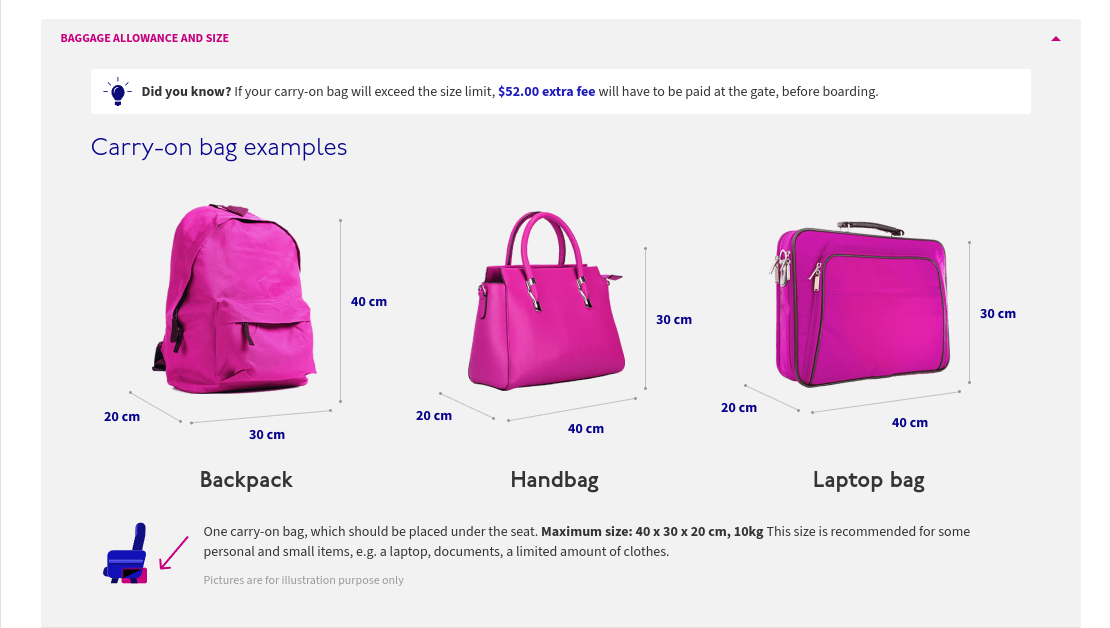 BAGGAGE ALLOWANCE AND SIZE
Did you know? If your carry-on bag will exceed the size limit, $52.00 extra fee will have to be paid at the gate, before boarding.
Carry-on bag examples
40 cm
20 cm
30 cm
Backpack
30 cm
20 cm
40 cm
Handbag
30 cm
20 cm
40 cm
Laptop bag
One carry-on bag, which should be placed under the seat. Maximum size: 40 x 30 x 20 cm, 10kg This size is recommended for some
personal and small items, e.g. a laptop, documents, a limited amount of clothes.
Pictures are for illustration purpose only